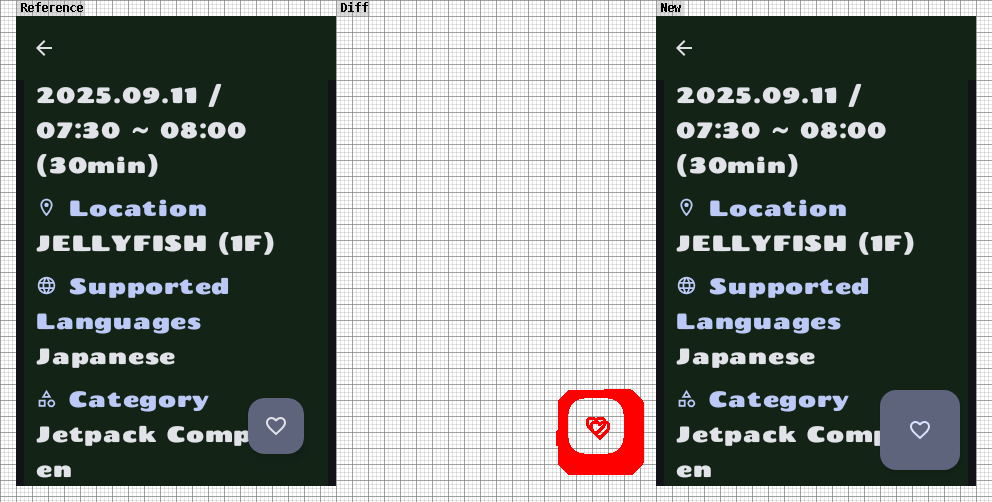 Reference
Diff
New
2025.09.11 /
07:30 ~ 08:00
(30min)
Location
JELLYFISH (1F)
Supported
Languages
Japanese
Category
Jetpack Comp
en
2025.09.11 /
07:30 ~ 08:00
(30min)
Location
JELLYFISH (1F)
Supported
Languages
Japanese
Category
Jetpack Com
en